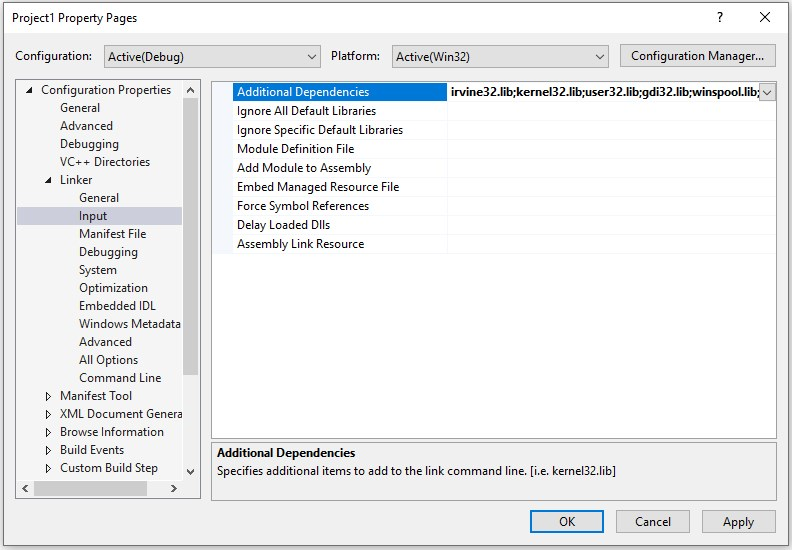 Project1 Property Pages
Configuration: Active(Debug) Platform: Active(Win32) Configuration Manager...
Configuration Properties
General
Advanced
Debugging
VC++ Directories
Linker
General
Input
Manifest File
Debugging
System
Optimization
Embedded IDL
Windows Metadata
Advanced
All Options
Command Line
Manifest Tool
XML Document Genera
Browse Information
Build Events
Custom Build Step
Additional Dependencies irvine32.lib;kernel32.lib;user32.lib;gdi32.lib;winspool.lib;
Ignore All Default Libraries
Ignore Specific Default Libraries
Module Definition File
Add Module to Assembly
Embed Managed Resource File
Force Symbol References
Delay Loaded Dlls
Assembly Link Resource
Additional Dependencies
Specifies additional items to add to the link command line. [i.e. kernel32.lib]
OK Cancel Apply